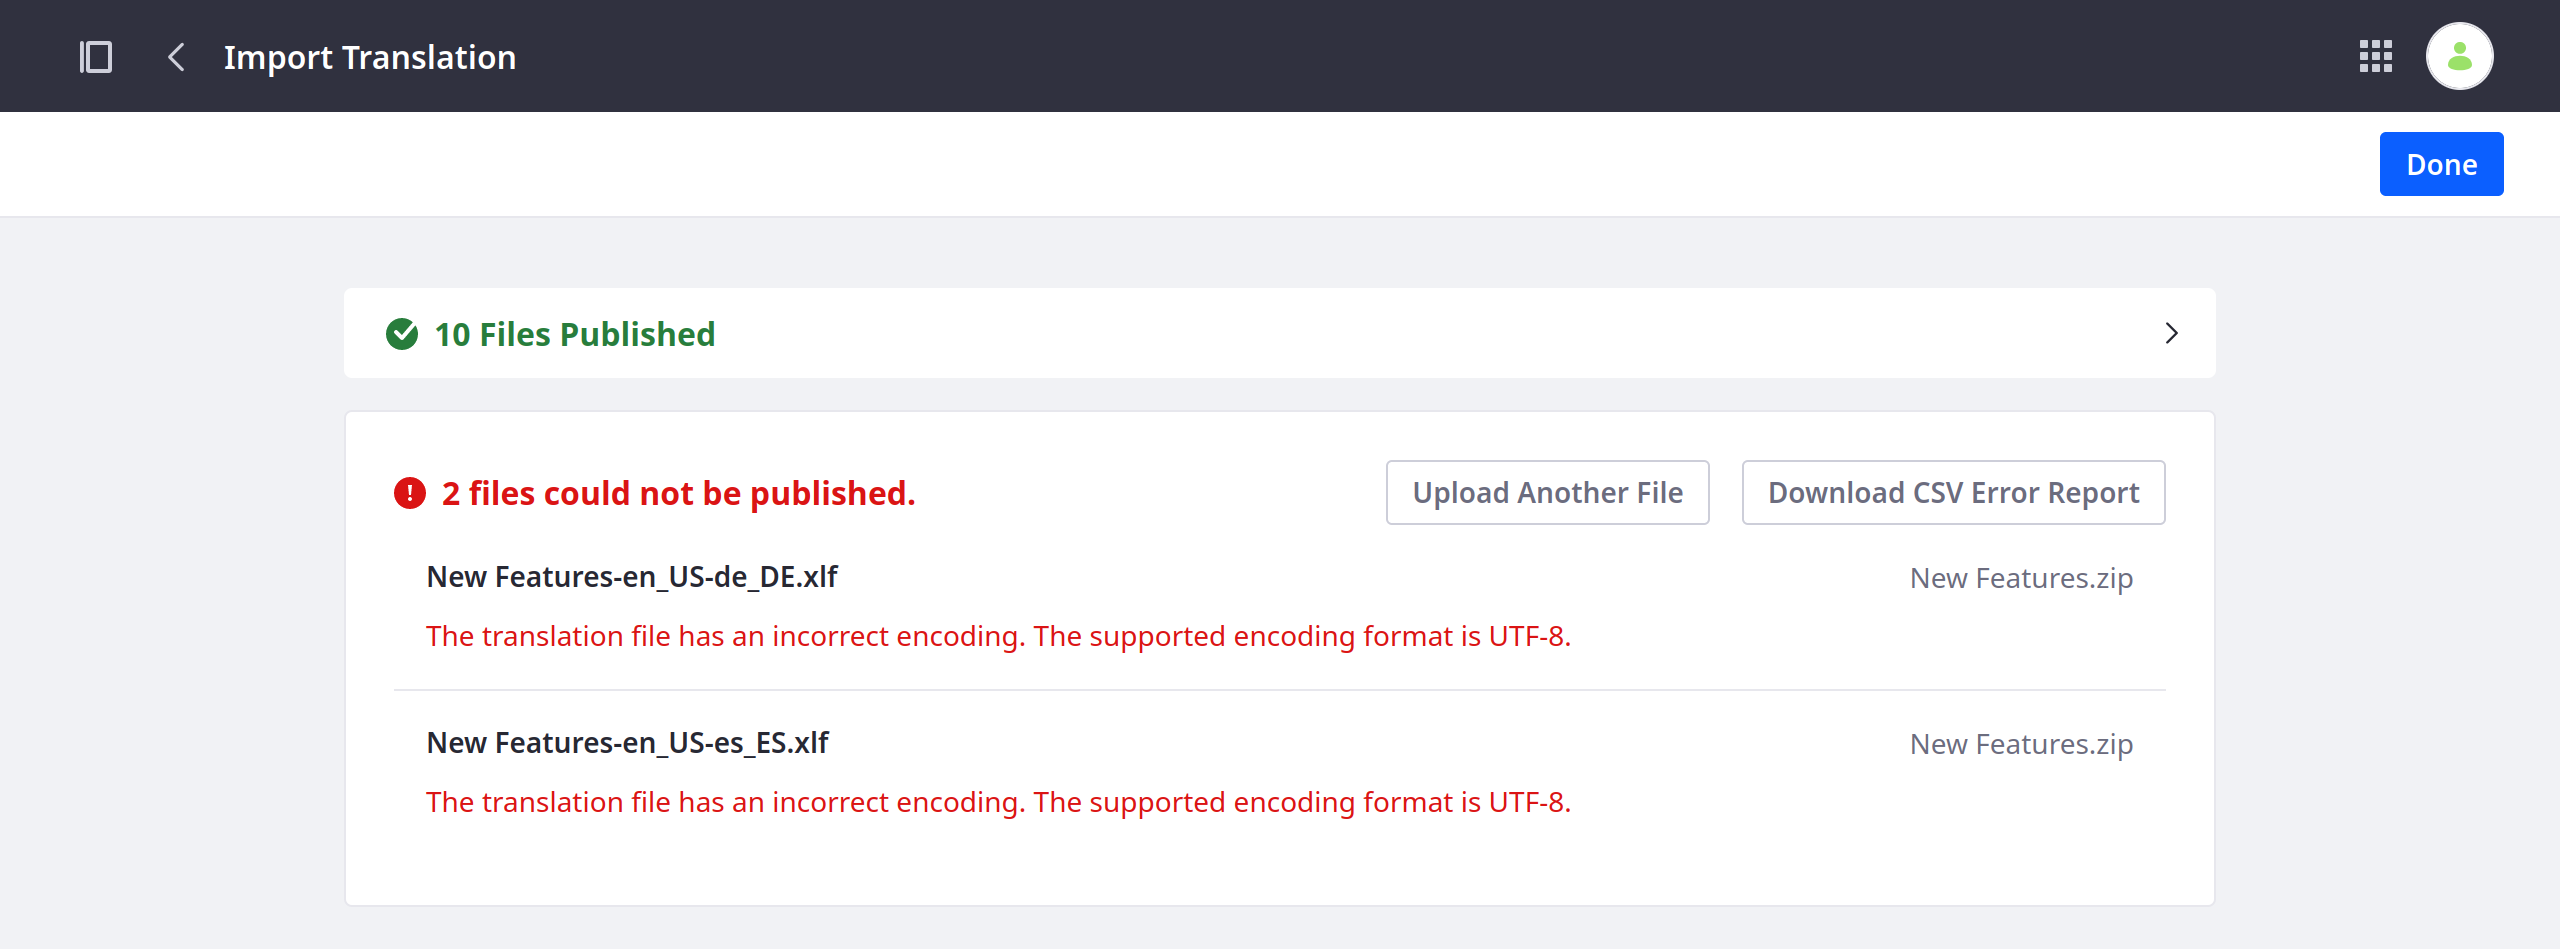 Import Translation
Done
10 Files Published
2 files could not be published.
Upload Another File
Download CSV Error Report
New Features-en_US-de_DE.xlf
New Features.zip
The translation file has an incorrect encoding. The supported encoding format is UTF-8.
New Features-en_US-es_ES.xlf
New Features.zip
The translation file has an incorrect encoding. The supported encoding format is UTF-8.